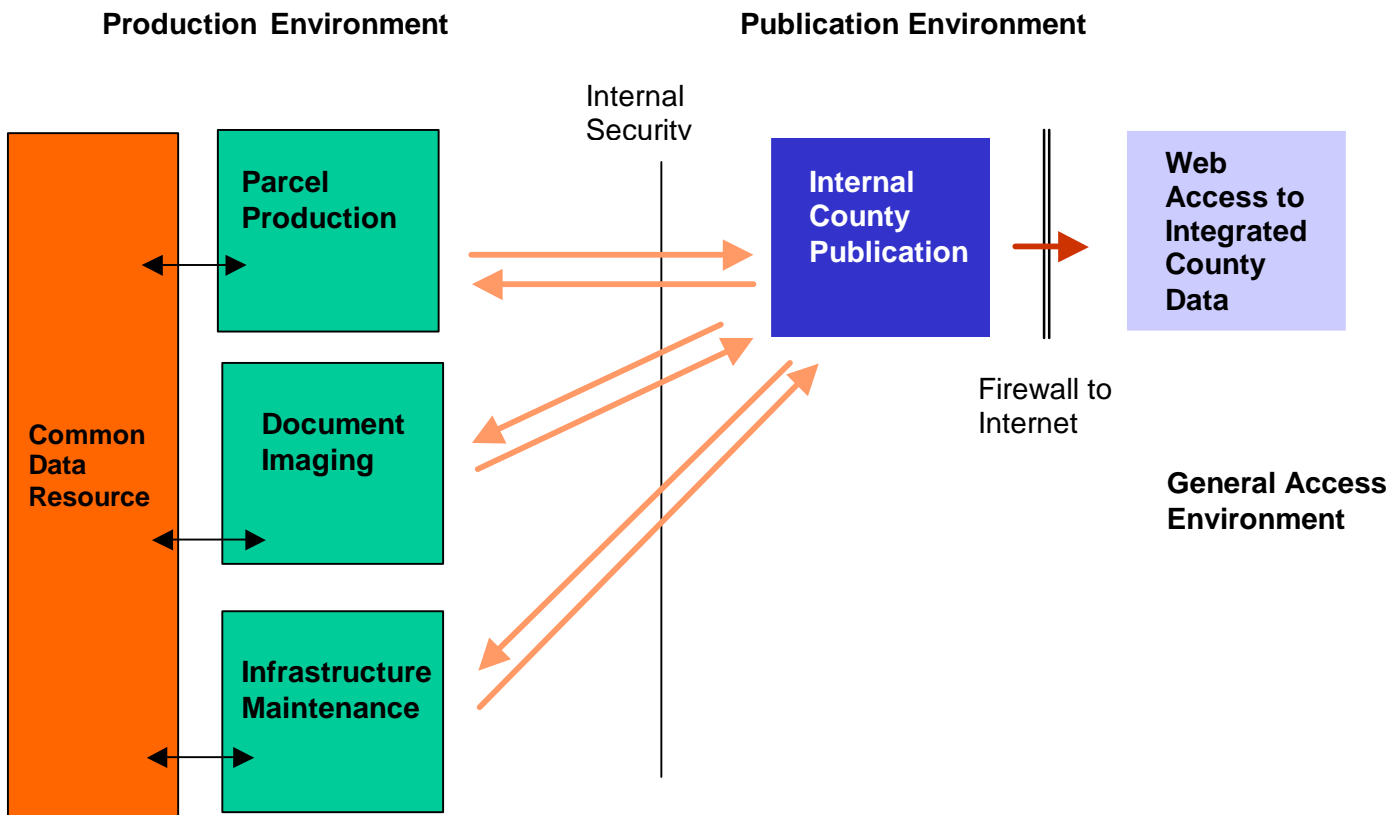 Production Environment
Publication Environment
Internal
Security
Parcel
Production
Internal
County
Publication
Web
Access to
Integrated
County
Data
Firewall to
Internet
Document
Imaging
Common
Data
Resource
General Access
Environment
Infrastructure
Maintenance